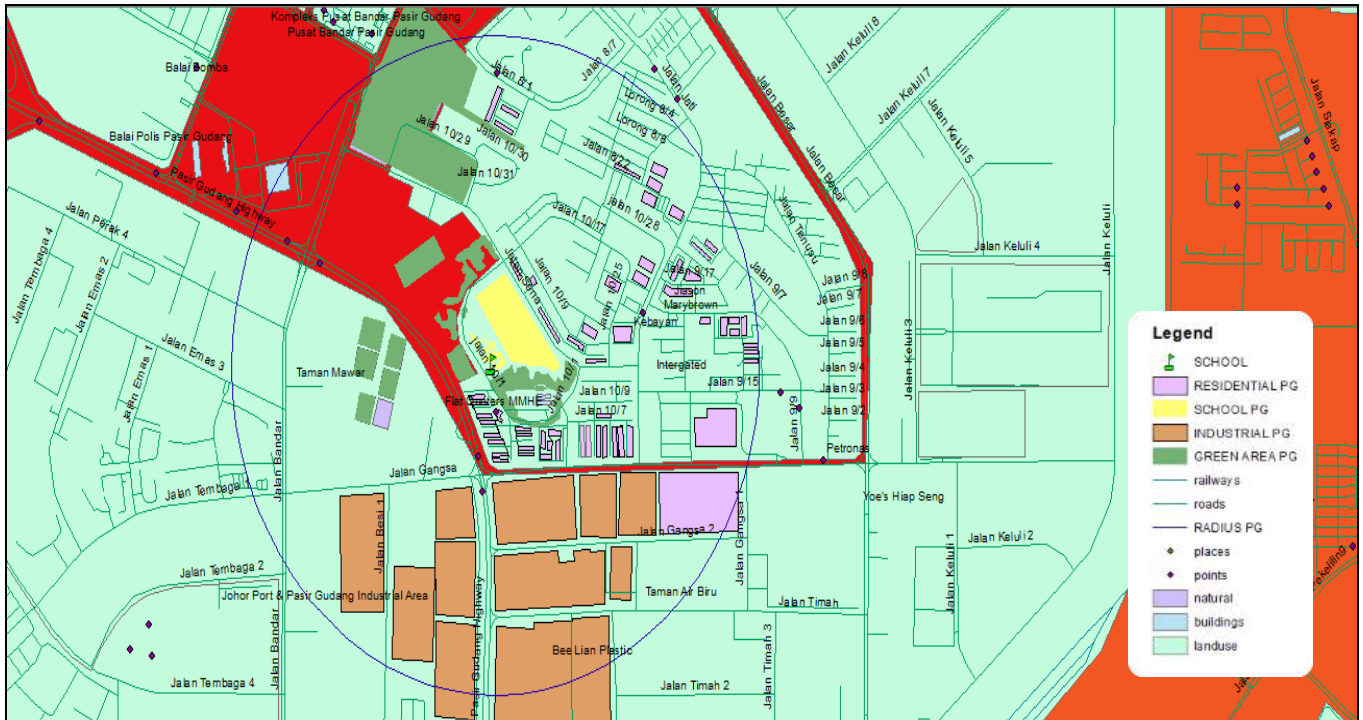 Kompleks Pusat Bandar Pasir Gudang
Pusat Bandar Pasir Gudang
Balai Bomba
Balai Polis Pasir Gudang
Pasir Gudang Highway
Jalan 8/1
Jalan 8/7
Jalan Jati
Lorong 8/4
Lorong 8/8
Jalan 8/22
Jalan 10/29
Jalan 10/30
Jalan 10/31
Jalan 10/28
Jalan 10/17
Jalan 10/25
Jalan 10/9
Jalan Besar
Jalan Besar
Jalan Keluli 8
Jalan Keluli 7
Jalan Keluli 5
Jalan Keluli 4
Jalan Keluli
Jalan Keluli 3
Jalan Sakap
Jalan Tembaga 4
Jalan Perak 4
Jalan Emas 2
Jalan Emas 1
Jalan Emas 3
Taman Mawar
Jalan 9/17
Marybrown
Kebayan
Intergated
Jalan 9/7
Jalan 9/8
Jalan 9/7
Jalan 9/6
Jalan 9/5
Jalan 9/4
Jalan 9/3
Jalan 9/2
Jalan 9/15
Jalan 9/9
Jalan 10/1
Jalan 10/9
Jalan 10/7
Petronas
Jalan Bandar
Jalan Gangsa
Jalan Tembaga 1
Jalan Besi 1
Jalan Gangsa 2
Jalan Gangsa 1
Yoe's Hiap Seng
Jalan Keluli 2
Jalan Keluli 1
Jalan Tembaga 2
Johor Port & Pasir Gudang Industrial Area
Jalan Bandar
Pasir Gudang Highway
Taman Air Biru
Jalan Timah
Bee Lian Plastic
Jalan Timah 3
Jalan Timah 2
Jalan Tembaga 4
Legend
SCHOOL
RESIDENTIAL PG
SCHOOL PG
INDUSTRIAL PG
GREEN AREA PG
railways
roads
RADIUS PG
places
points
natural
buildings
landuse